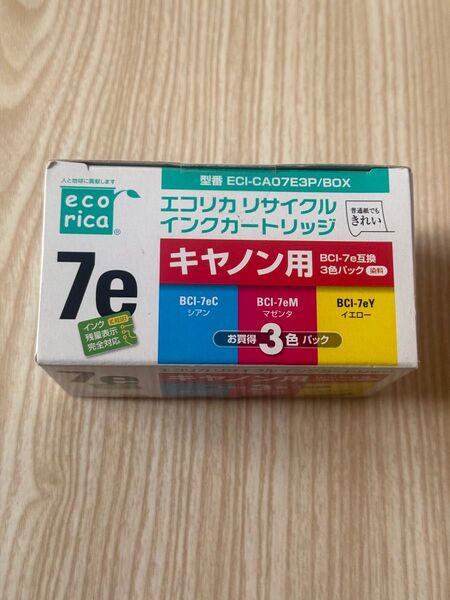 型番 ECI-CA07E3P/BOX
人と地球に貢献します
eco
rica®
エコリカ リサイクル
インクカートリッジ
普通紙でも
きれい
7e
キヤノン用
BCI-7e互換
3色パック 染料
BCI-7eC
シアン
BCI-7eM
マゼンタ
BCI-7eY
イエロー
インク
残量表示
完全対応
お買得 3色 パック
7e
キヤノン用